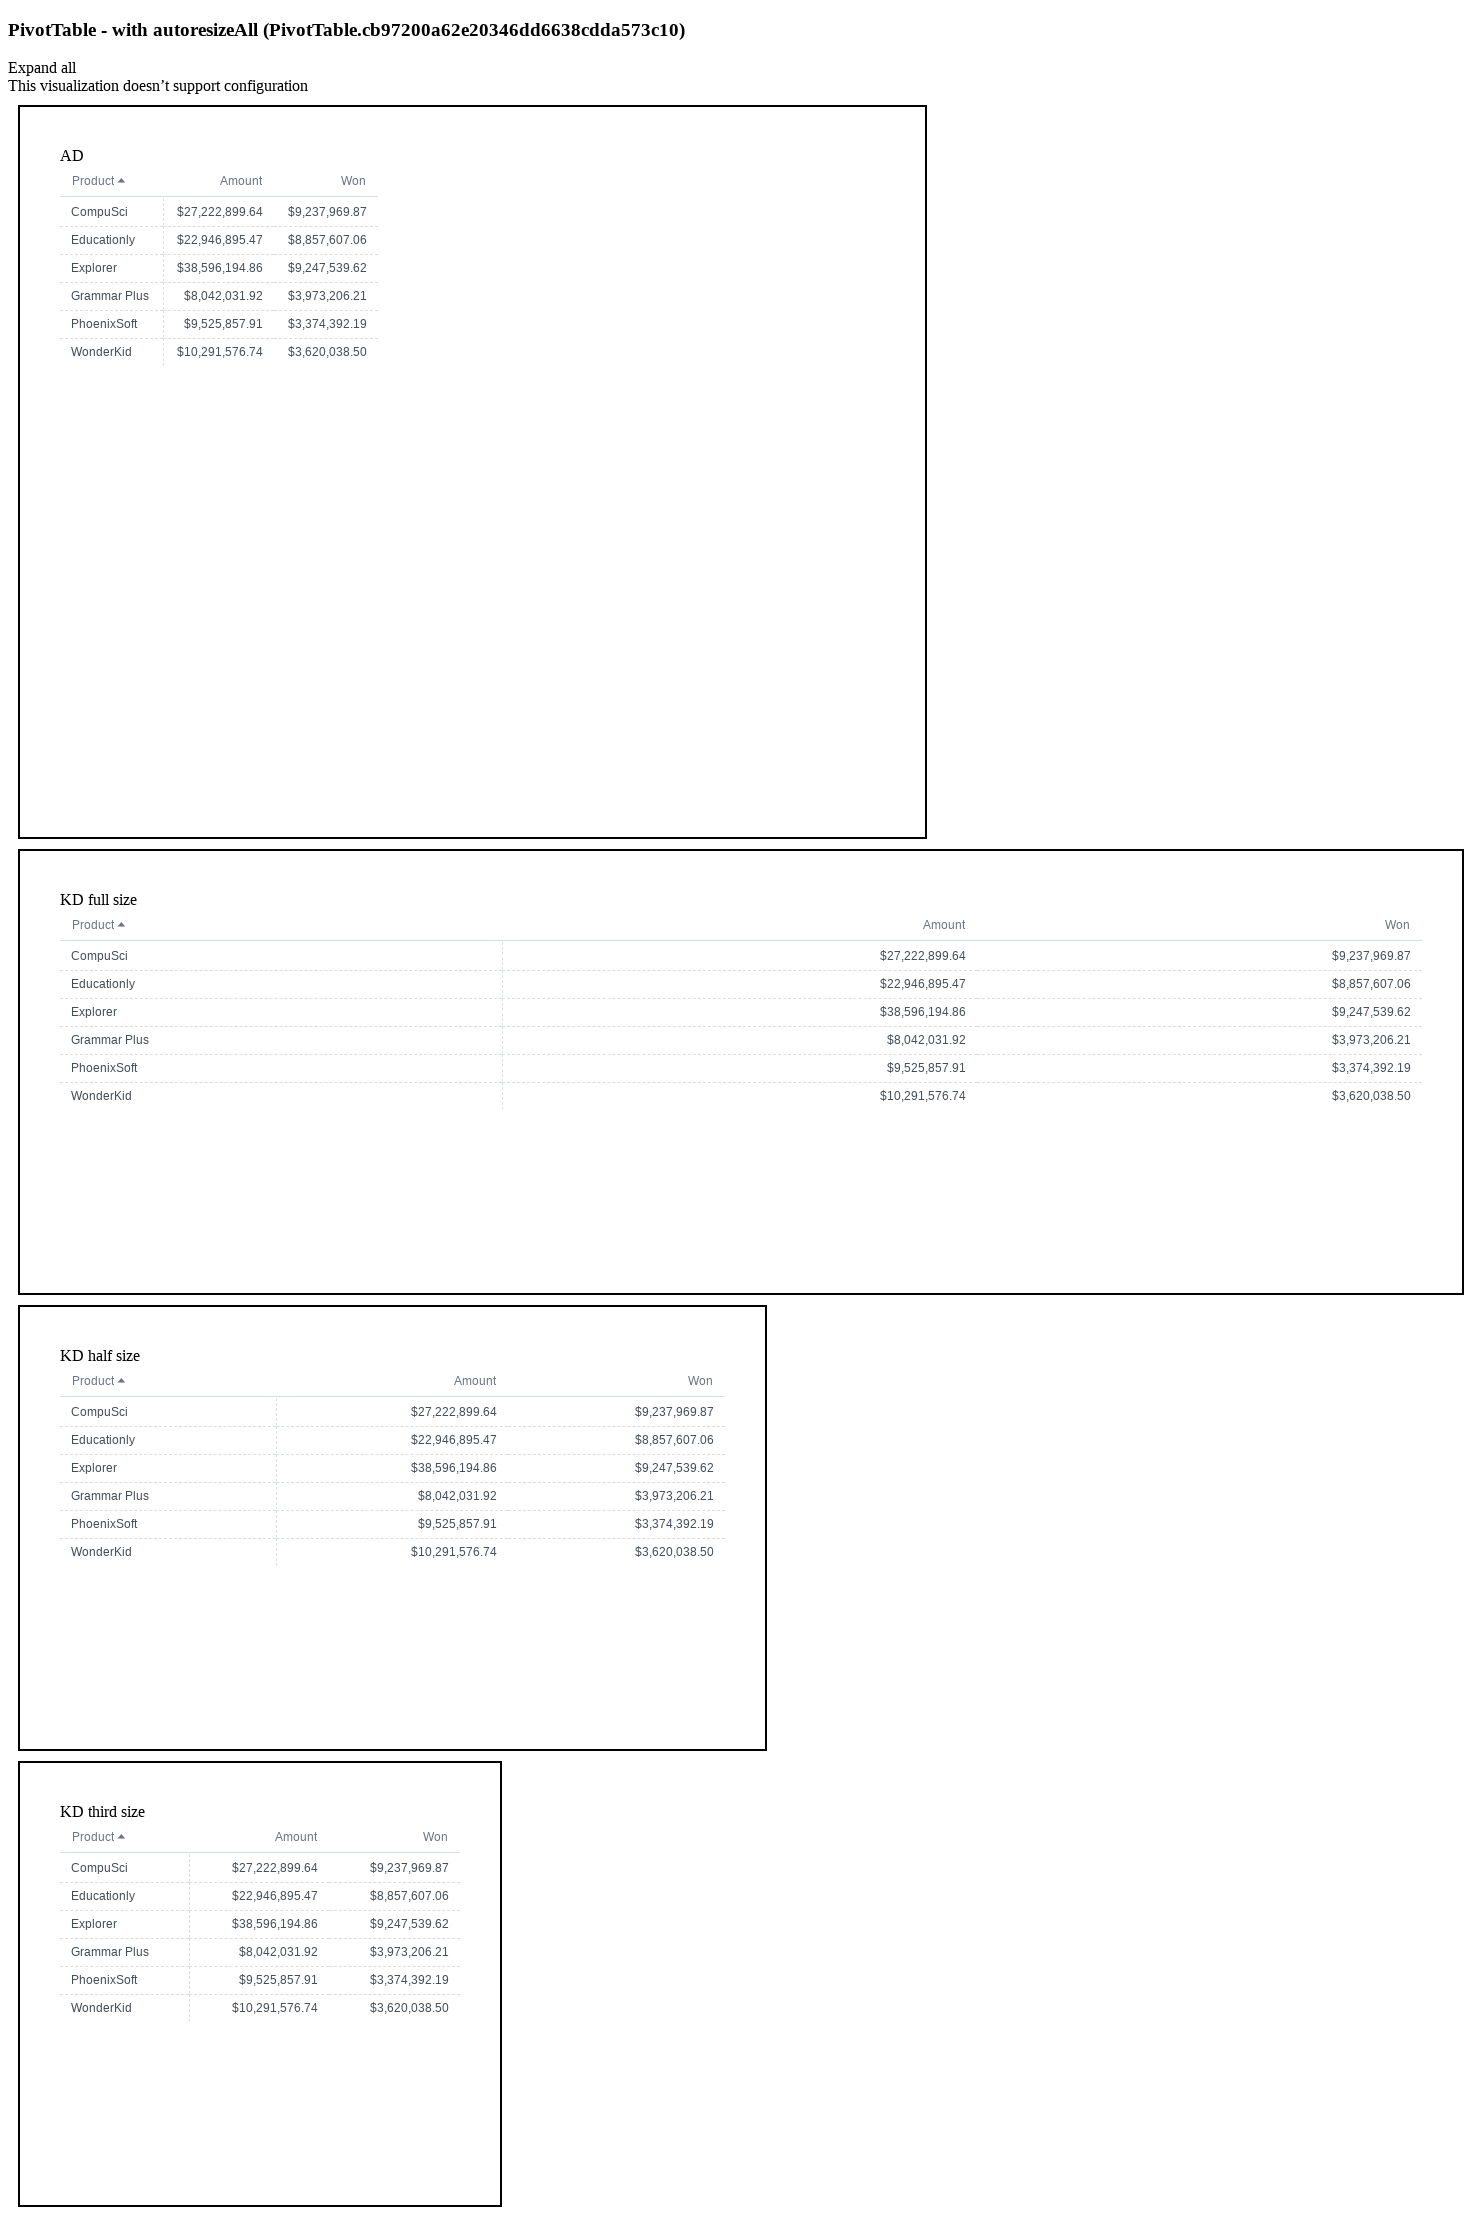 PivotTable - with autoresizeAll (PivotTable.cb97200a62e20346dd6638cdda573c10)
Expand all
This visualization doesn’t support configuration
AD
Product Amount Won
CompuSci $27,222,899.64 $9,237,969.87
Educationly $22,946,895.47 $8,857,607.06
Explorer $38,596,194.86 $9,247,539.62
Grammar Plus $8,042,031.92 $3,973,206.21
PhoenixSoft $9,525,857.91 $3,374,392.19
WonderKid $10,291,576.74 $3,620,038.50
KD full size
Product Amount Won
CompuSci $27,222,899.64 $9,237,969.87
Educationly $22,946,895.47 $8,857,607.06
Explorer $38,596,194.86 $9,247,539.62
Grammar Plus $8,042,031.92 $3,973,206.21
PhoenixSoft $9,525,857.91 $3,374,392.19
WonderKid $10,291,576.74 $3,620,038.50
KD half size
Product Amount Won
CompuSci $27,222,899.64 $9,237,969.87
Educationly $22,946,895.47 $8,857,607.06
Explorer $38,596,194.86 $9,247,539.62
Grammar Plus $8,042,031.92 $3,973,206.21
PhoenixSoft $9,525,857.91 $3,374,392.19
WonderKid $10,291,576.74 $3,620,038.50
KD third size
Product Amount Won
CompuSci $27,222,899.64 $9,237,969.87
Educationly $22,946,895.47 $8,857,607.06
Explorer $38,596,194.86 $9,247,539.62
Grammar Plus $8,042,031.92 $3,973,206.21
PhoenixSoft $9,525,857.91 $3,374,392.19
WonderKid $10,291,576.74 $3,620,038.50